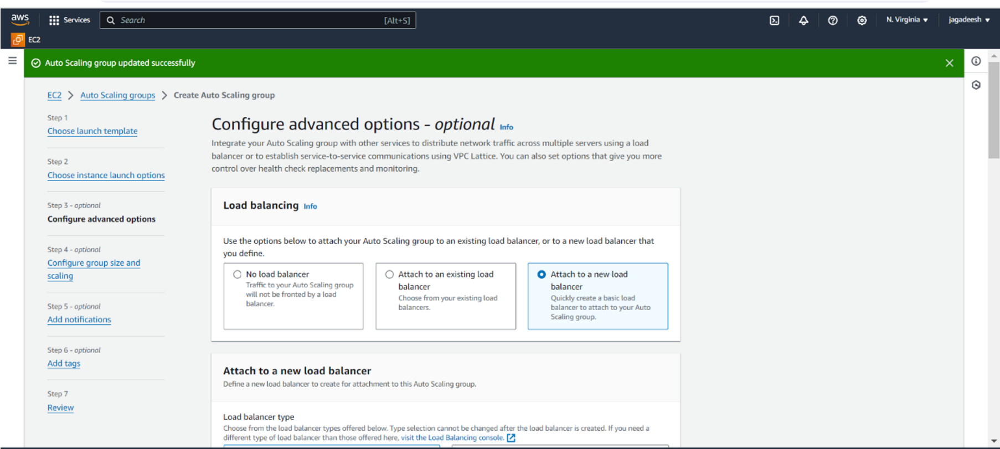 aws
Services
Search
[Alt+S]
N. Virginia
jagadeesh
EC2
Auto Scaling group updated successfully
EC2 > Auto Scaling groups > Create Auto Scaling group
Step 1
Choose launch template
Step 2
Choose instance launch options
Step 3 - optional
Configure advanced options
Step 4 - optional
Configure group size and
scaling
Step 5 - optional
Add notifications
Step 6 - optional
Add tags
Step 7
Review
Configure advanced options - optional Info
Integrate your Auto Scaling group with other services to distribute network traffic across multiple servers using a load
balancer or to establish service-to-service communications using VPC Lattice. You can also set options that give you more
control over health check replacements and monitoring.
Load balancing Info
Use the options below to attach your Auto Scaling group to an existing load balancer, or to a new load balancer that
you define.
No load balancer
Traffic to your Auto Scaling group
will not be fronted by a load
balancer.
Attach to an existing load
balancer
Choose from your existing load
balancers.
Attach to a new load
balancer
Quickly create a basic load
balancer to attach to your Auto
Scaling group.
Attach to a new load balancer
Define a new load balancer to create for attachment to this Auto Scaling group.
Load balancer type
Choose from the load balancer types offered below. Type selection cannot be changed after the load balancer is created. If you need a
different type of load balancer than those offered here, visit the Load Balancing console.